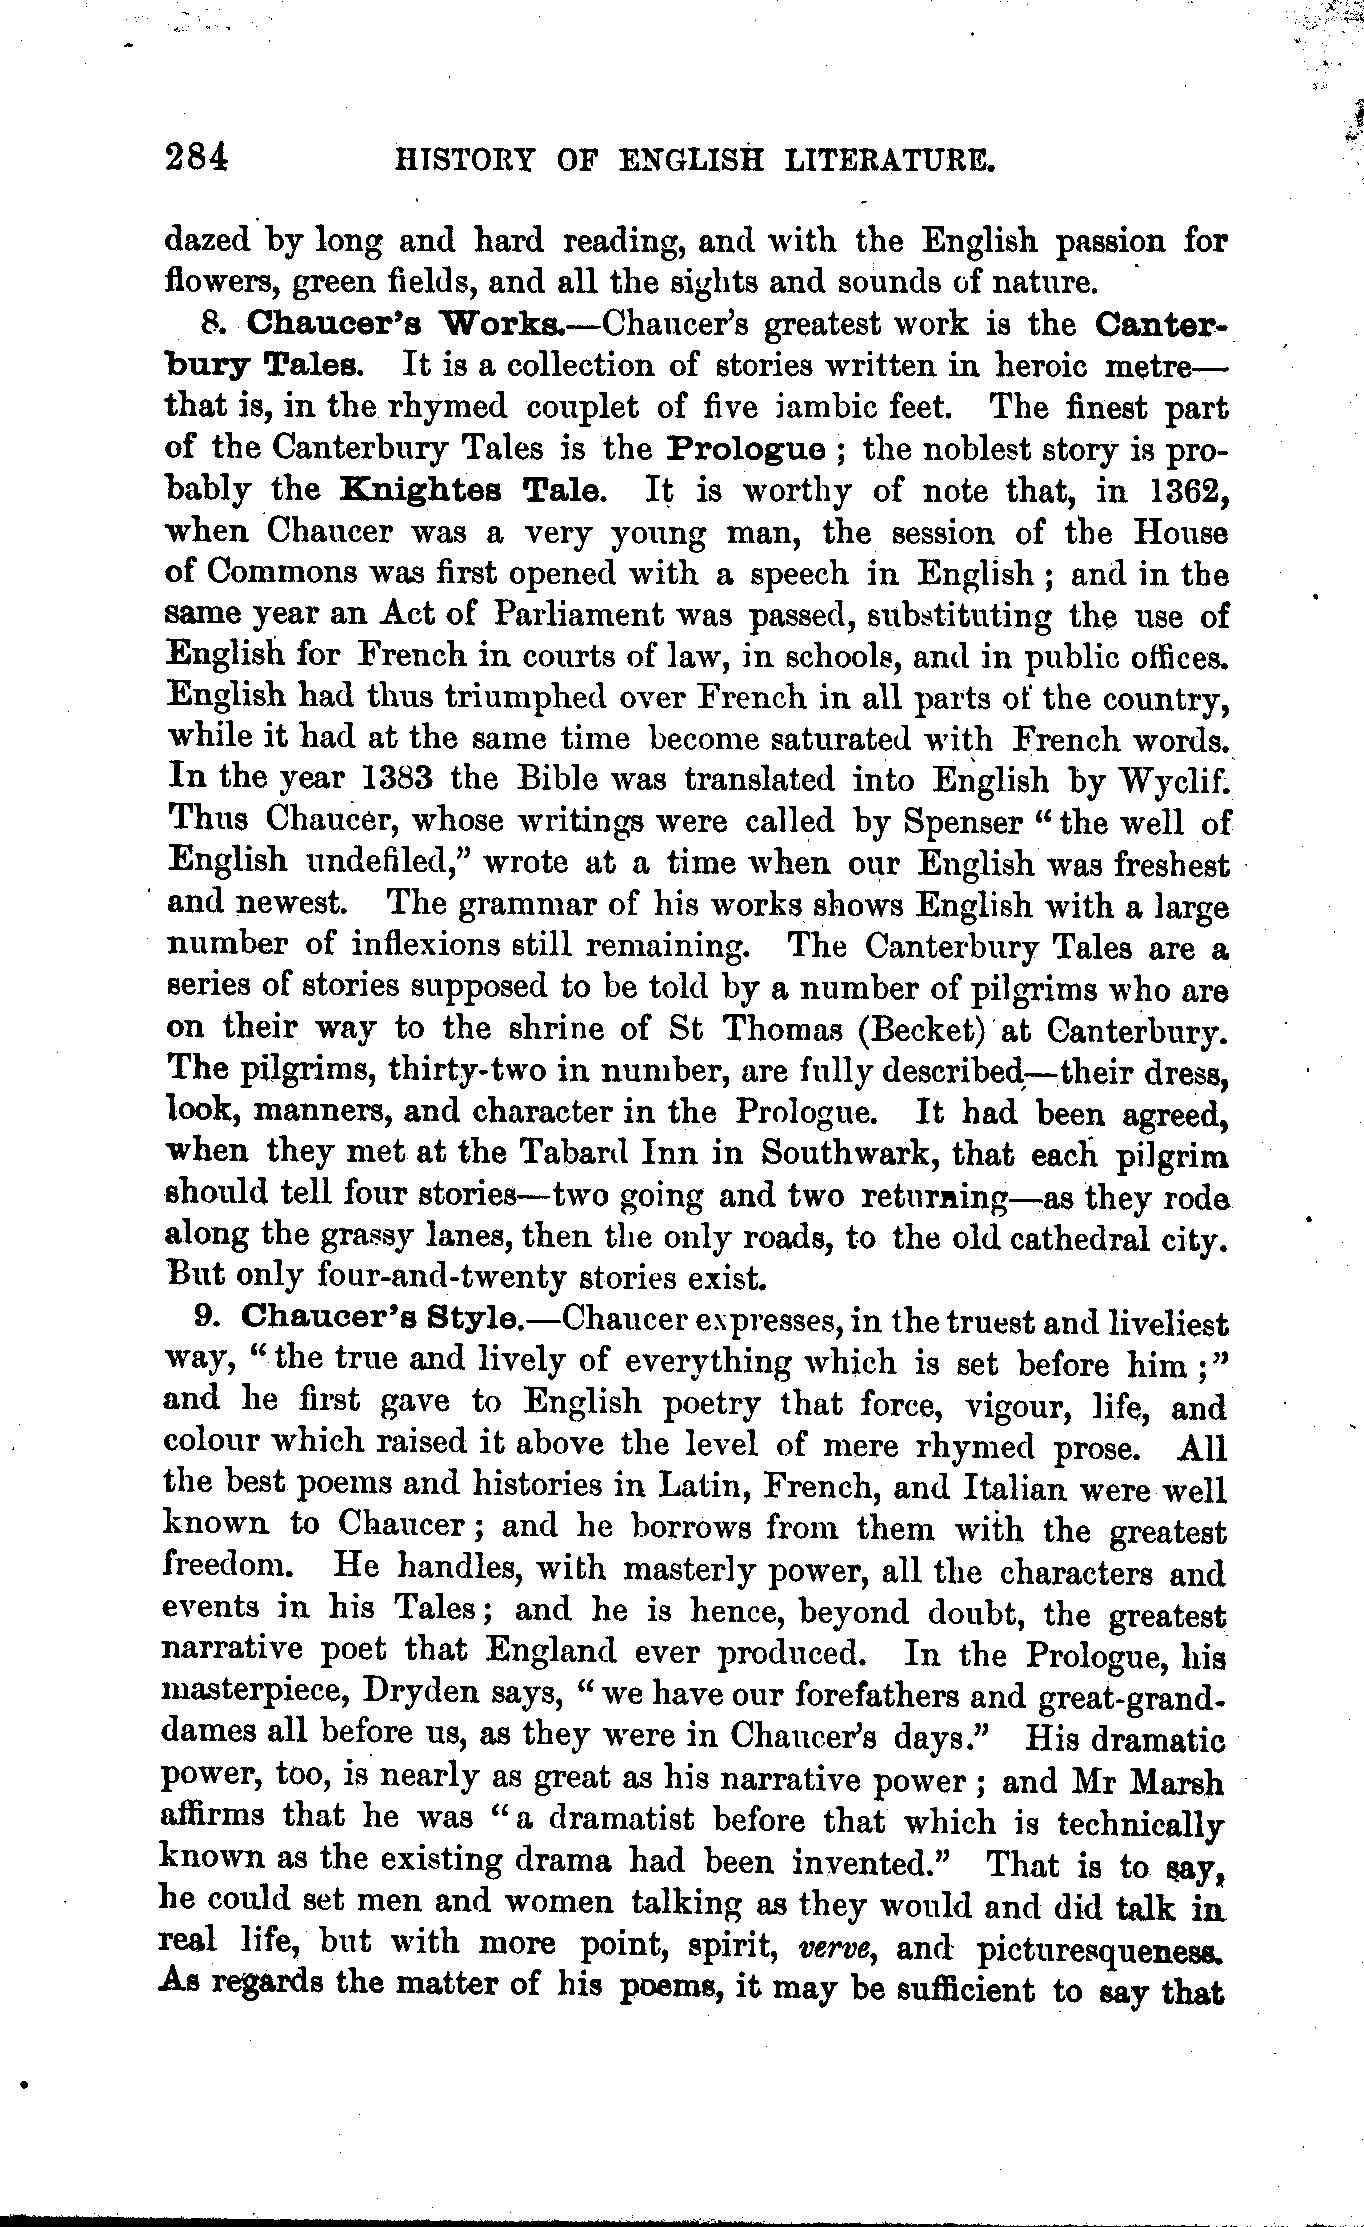 284 HISTORY OF ENGLISH LITERATURE.
dazed by long and hard reading, and with the English passion for
flowers, green fields, and all the sights and sounds of nature.
8. Chaucer's Works.—Chaucer's greatest work is the Canter-
bury Tales. It is a collection of stories written in heroic metre—
that is, in the rhymed couplet of five iambic feet. The finest part
of the Canterbury Tales is the Prologue ; the noblest story is pro-
bably the Knightes Tale. It is worthy of note that, in 1362,
when Chaucer was a very young man, the session of the House
of Commons was first opened with a speech in English ; and in the
same year an Act of Parliament was passed, substituting the use of
English for French in courts of law, in schools, and in public offices.
English had thus triumphed over French in all parts of the country,
while it had at the same time become saturated with French words.
In the year 1383 the Bible was translated into English by Wyclif.
Thus Chaucer, whose writings were called by Spenser “the well of
English undefiled,” wrote at a time when our English was freshest
and newest. The grammar of his works shows English with a large
number of inflexions still remaining. The Canterbury Tales are a
series of stories supposed to be told by a number of pilgrims who are
on their way to the shrine of St Thomas (Becket) at Canterbury.
The pilgrims, thirty-two in number, are fully described,—their dress,
look, manners, and character in the Prologue. It had been agreed,
when they met at the Tabard Inn in Southwark, that each pilgrim
should tell four stories—two going and two returning—as they rode
along the grassy lanes, then the only roads, to the old cathedral city.
But only four-and-twenty stories exist.
9. Chaucer's Style.—Chaucer expresses, in the truest and liveliest
way, “the true and lively of everything which is set before him ;”
and he first gave to English poetry that force, vigour, life, and
colour which raised it above the level of mere rhymed prose. All
the best poems and histories in Latin, French, and Italian were well
known to Chaucer ; and he borrows from them with the greatest
freedom. He handles, with masterly power, all the characters and
events in his Tales; and he is hence, beyond doubt, the greatest
narrative poet that England ever produced. In the Prologue, his
masterpiece, Dryden says, “we have our forefathers and great-grand-
dames all before us, as they were in Chaucer's days.” His dramatic
power, too, is nearly as great as his narrative power ; and Mr Marsh
affirms that he was “a dramatist before that which is technically
known as the existing drama had been invented.” That is to say,
he could set men and women talking as they would and did talk in
real life, but with more point, spirit, verve, and picturesqueness.
As regards the matter of his poems, it may be sufficient to say that